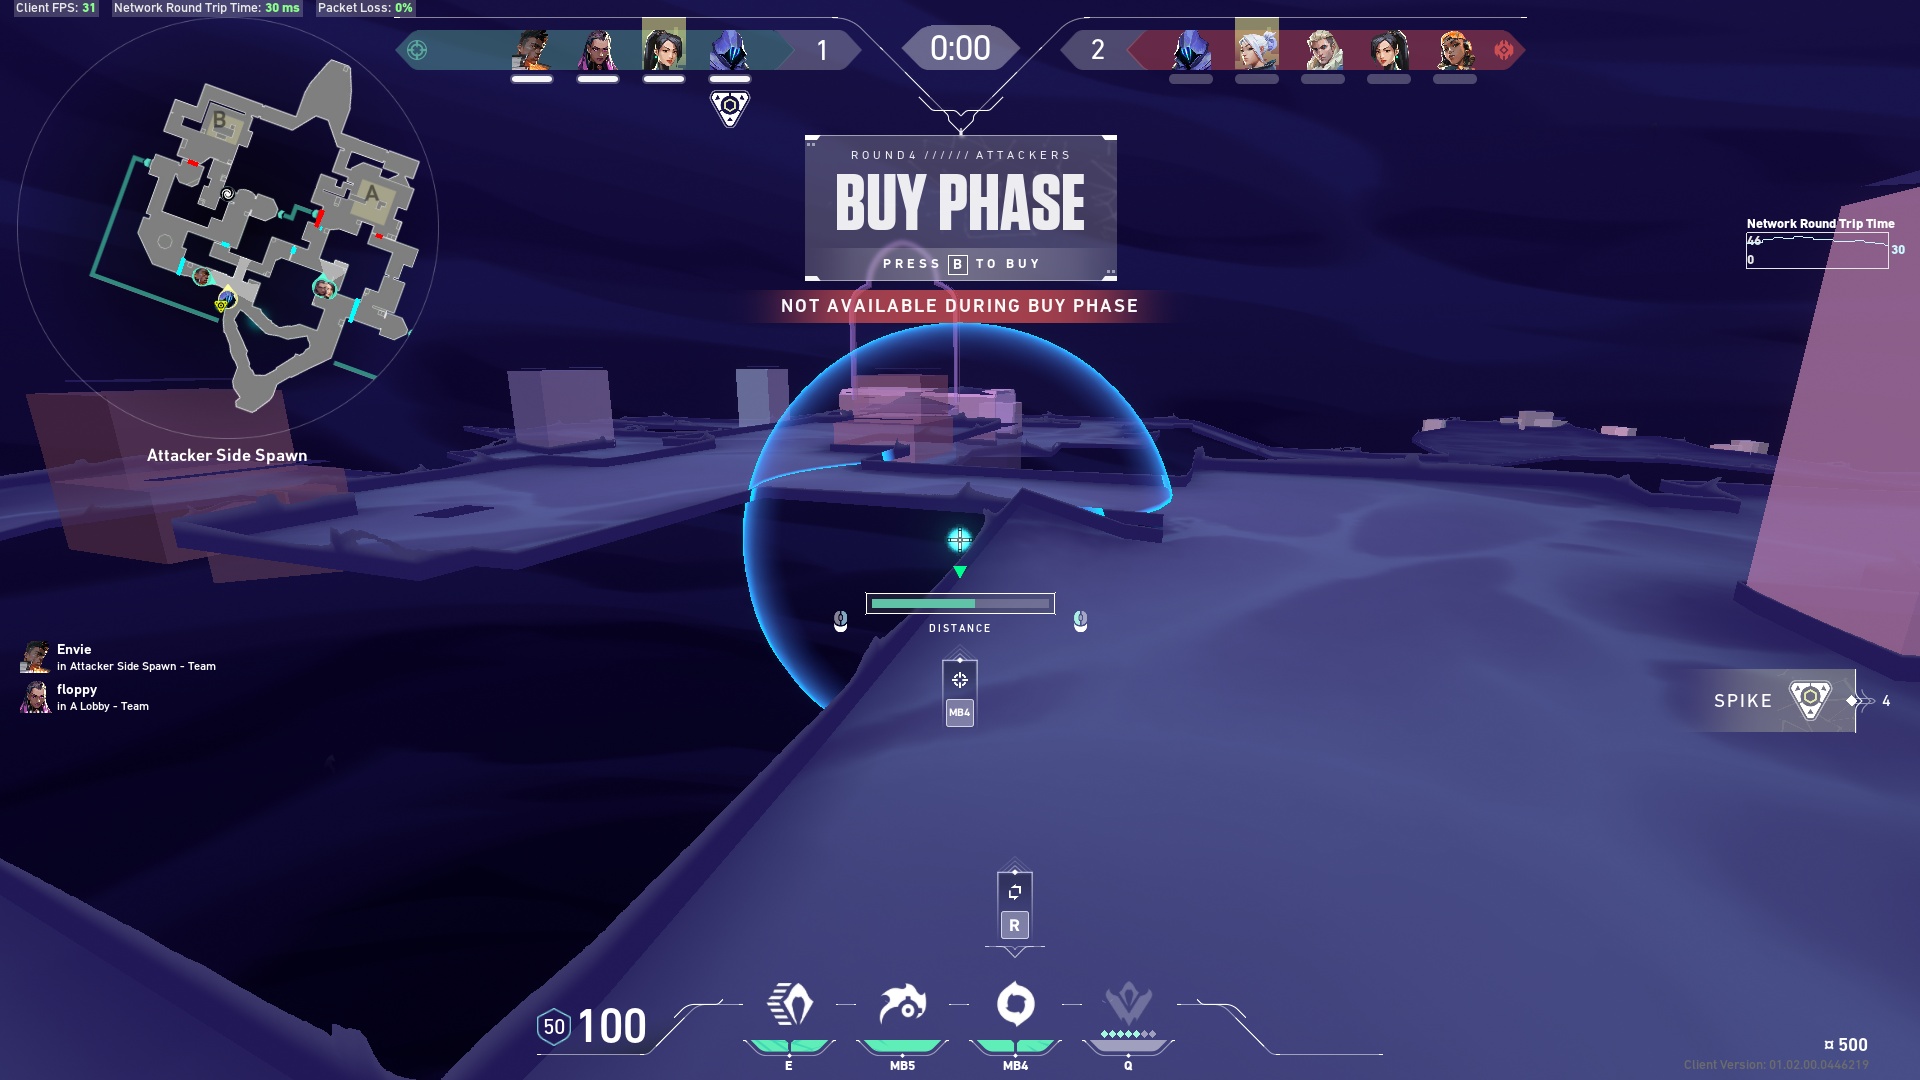 Client FPS: 31 Network Round Trip Time: 30 ms Packet Loss: 0%
1 0:00 2
ROUND 4 ////// ATTACKERS
BUY PHASE
PRESS B TO BUY
NOT AVAILABLE DURING BUY PHASE
B
A
Attacker Side Spawn
Network Round Trip Time
46
30
0
DISTANCE
MB4
Envie
in Attacker Side Spawn - Team
floppy
in A Lobby - Team
SPIKE 4
R
50 100
E MB5 MB4 Q
¤ 500
Client Version: 01.02.00.0446219